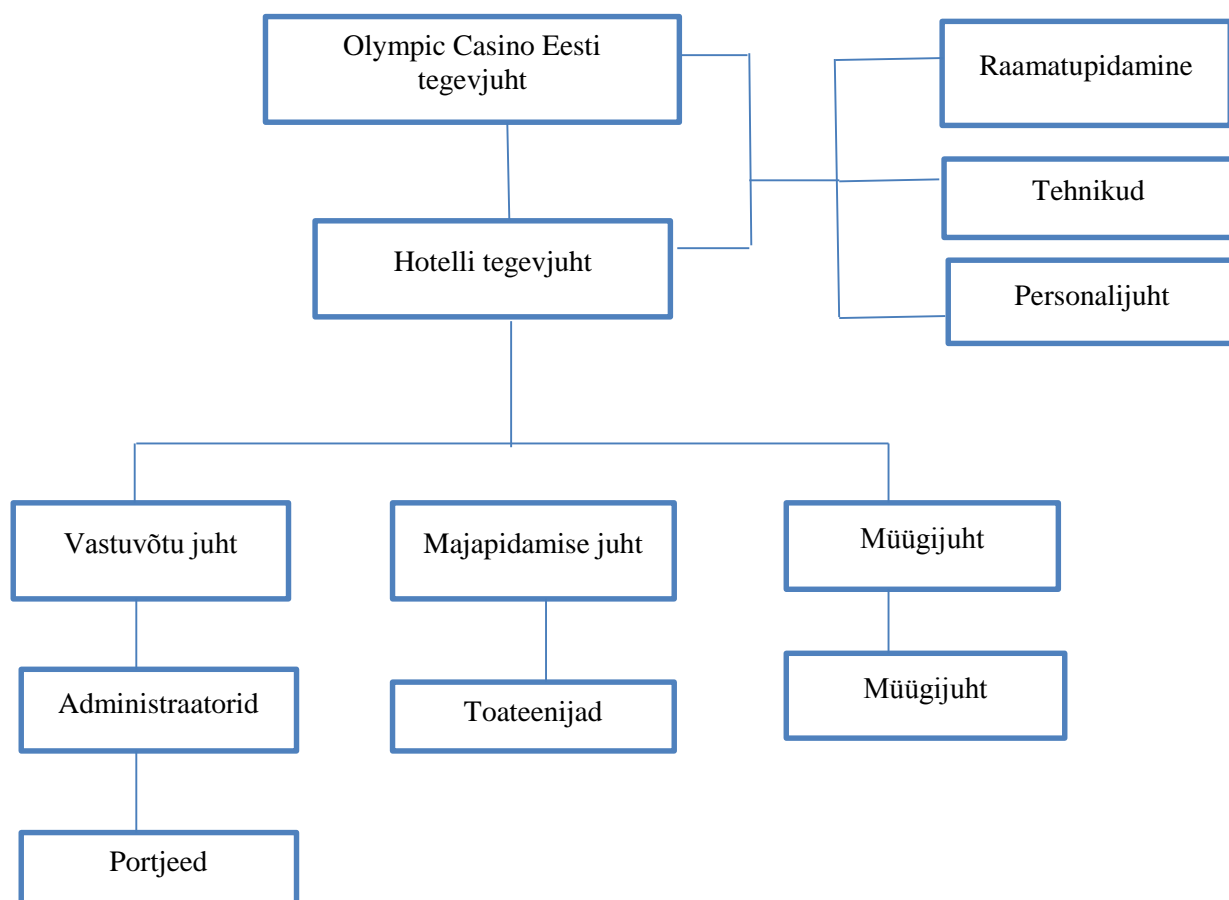 Olympic Casino Eesti
tegevjuht
Raamatupidamine
Tehnikud
Hotelli tegevjuht
Personalijuht
Vastuvõtu juht
Majapidamise juht
Müügijuht
Administraatorid
Toateenijad
Müügijuht
Portjeed